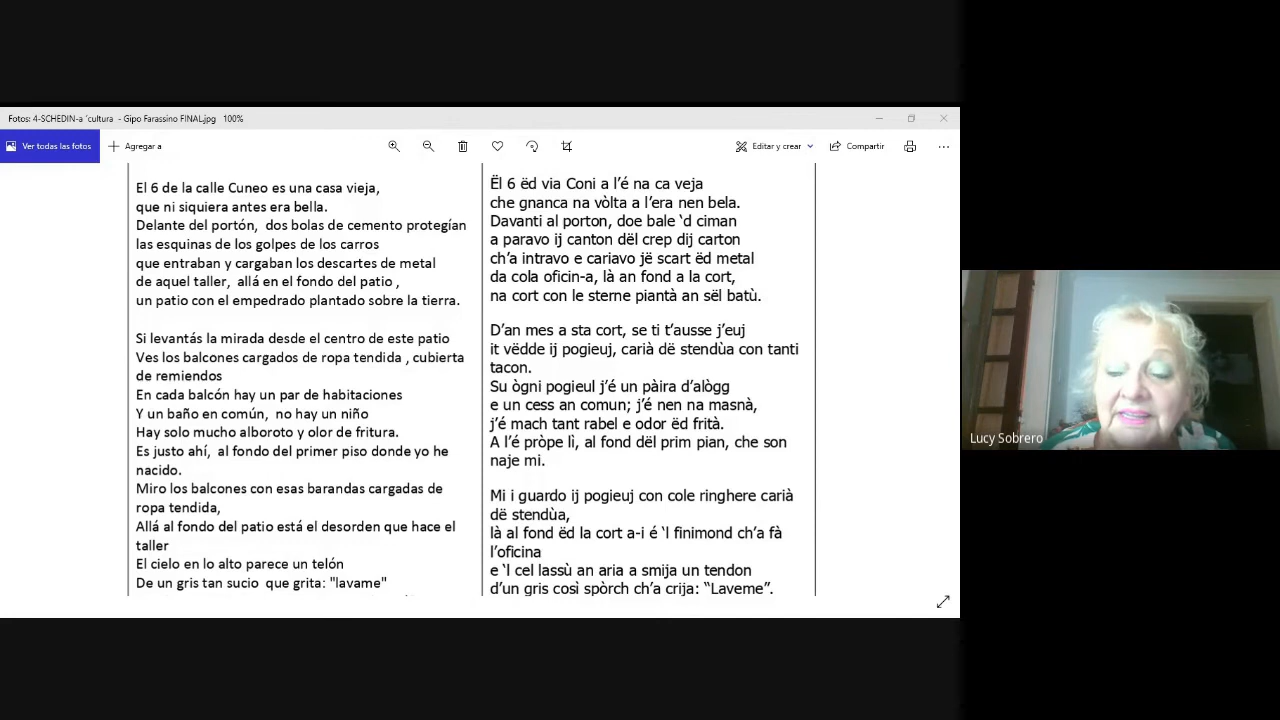 Fotos: 4-SCHEDIN-a ´cultura - Gipo Farassino FINAL.jpg 100%
Ver todas las fotos
Agregar a
Editar y crear
Compartir
El 6 de la calle Cuneo es una casa vieja,
que ni siquiera antes era bella.
Delante del portón, dos bolas de cemento protegían
las esquinas de los golpes de los carros
que entraban y cargaban los descartes de metal
de aquel taller, allá en el fondo del patio ,
un patio con el empedrado plantado sobre la tierra.
Si levantás la mirada desde el centro de este patio
Ves los balcones cargados de ropa tendida , cubierta
de remiendos
En cada balcón hay un par de habitaciones
Y un baño en común, no hay un niño
Hay solo mucho alboroto y olor de fritura.
Es justo ahí, al fondo del primer piso donde yo he
nacido.
Miro los balcones con esas barandas cargadas de
ropa tendida,
Allá al fondo del patio está el desorden que hace el
taller
El cielo en lo alto parece un telón
De un gris tan sucio que grita: "lavame"
Ël 6 ëd via Coni a l’é na ca veja
che gnanca na vòlta a l’era nen bela.
Davanti al porton, doe bale ‘d ciman
a paravo ij canton dël crep dij carton
ch’a intravo e cariavo jë scart ëd metal
da cola oficin-a, là an fond a la cort,
na cort con le sterne piantà an sël batù.
D’an mes a sta cort, se ti t’ausse j’euj
it vëdde ij pogieuj, carià dë stendùa con tanti
tacon.
Su ògni pogieul j’é un pàira d’alògg
e un cess an comun; j’é nen na masnà,
j’é mach tant rabel e odor ëd frità.
A l’é pròpe lì, al fond dël prim pian, che son
naje mi.
Mi i guardo ij pogieuj con cole ringhere carià
dë stendùa,
là al fond ëd la cort a-i é ‘l finimond ch’a fà
l’oficina
e ‘l cel lassù an aria a smija un tendon
d’un gris così spòrch ch’a crija: “Laveme”.
Lucy Sobrero